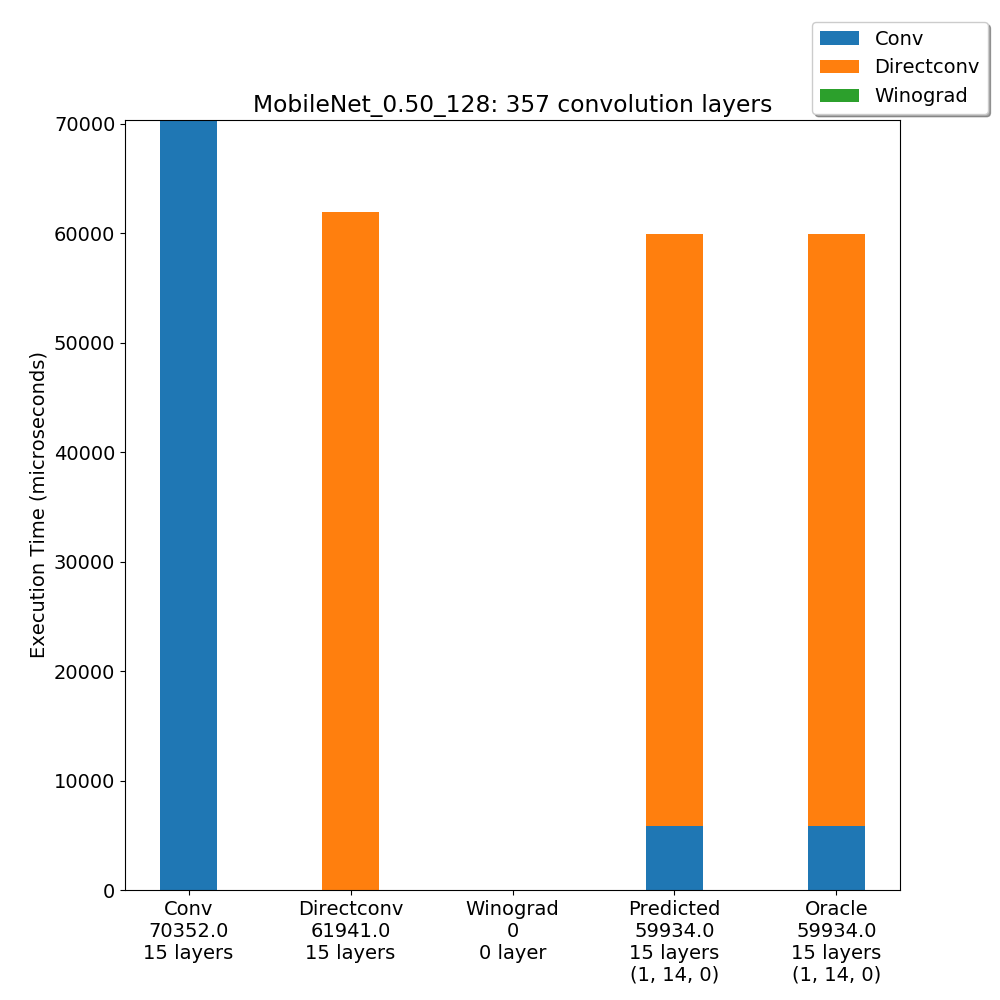 Conv
Directconv
Winograd
MobileNet_0.50_128: 357 convolution layers
70000
60000
50000
40000
30000
20000
10000
0
Execution Time (microseconds)
Conv
70352.0
15 layers
Directconv
61941.0
15 layers
Winograd
0
0 layer
Predicted
59934.0
15 layers
(1, 14, 0)
Oracle
59934.0
15 layers
(1, 14, 0)